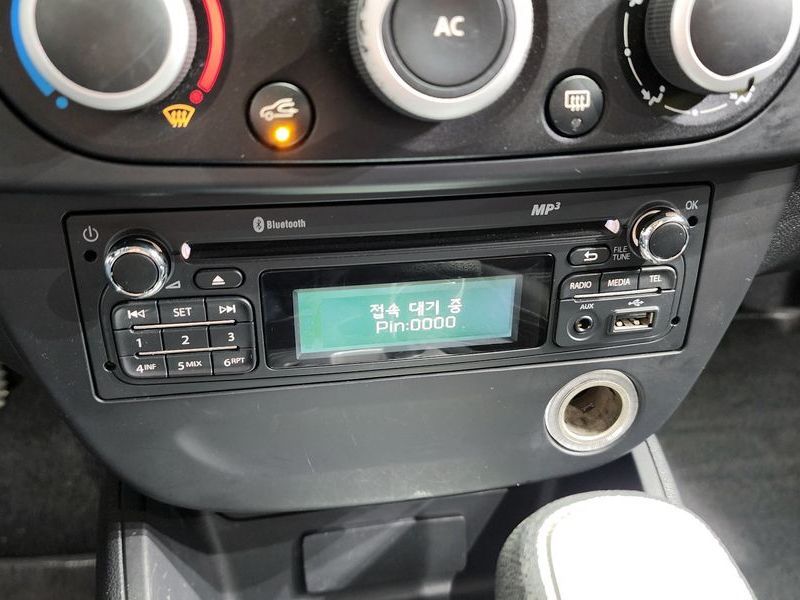 AC
Bluetooth
MP3
OK
FILE
TUNE
RADIO
MEDIA
TEL
SET
AUX
접속 대기 중
Pin:0000
1
2
3
4INF
5MIX
6RPT